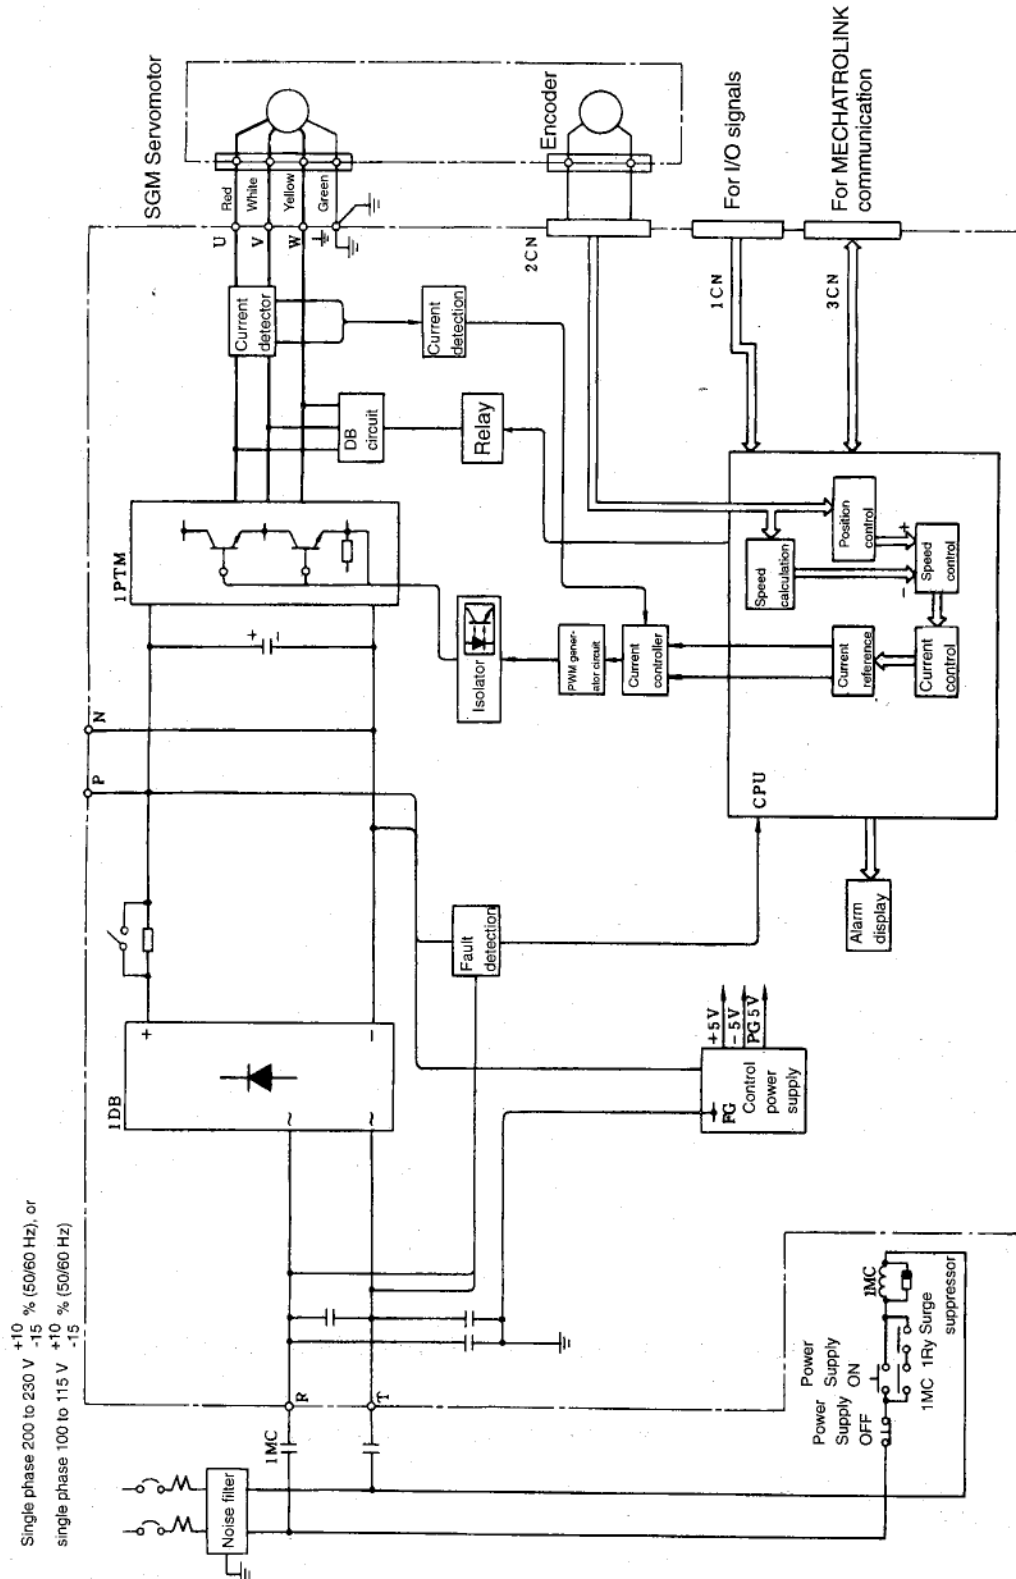 Single phase 200 to 230 V +10 -15 % (50/60 Hz), or
single phase 100 to 115 V +10 -15 % (50/60 Hz)
Noise filter
1MC
R
T
1DB
+
−
~
~
P
N
+
−
1PTM
Current
detector
DB
circuit
U
V
W
Red
White
Yellow
Green
SGM Servomotor
Encoder
2CN
Current
detection
Relay
Isolator
PWM gener-
ator circuit
Current
controller
Fault
detection
FG
Control
power
supply
+5V
−5V
PG5V
CPU
Speed
calculation
Position
control
+
−
Speed
control
Current
reference
Current
control
Alarm
display
1CN
For I/O signals
3CN
For MECHATROLINK
communication
Power
Supply
OFF
Power
Supply
ON
1MC
1Ry
Surge
suppressor
1MC